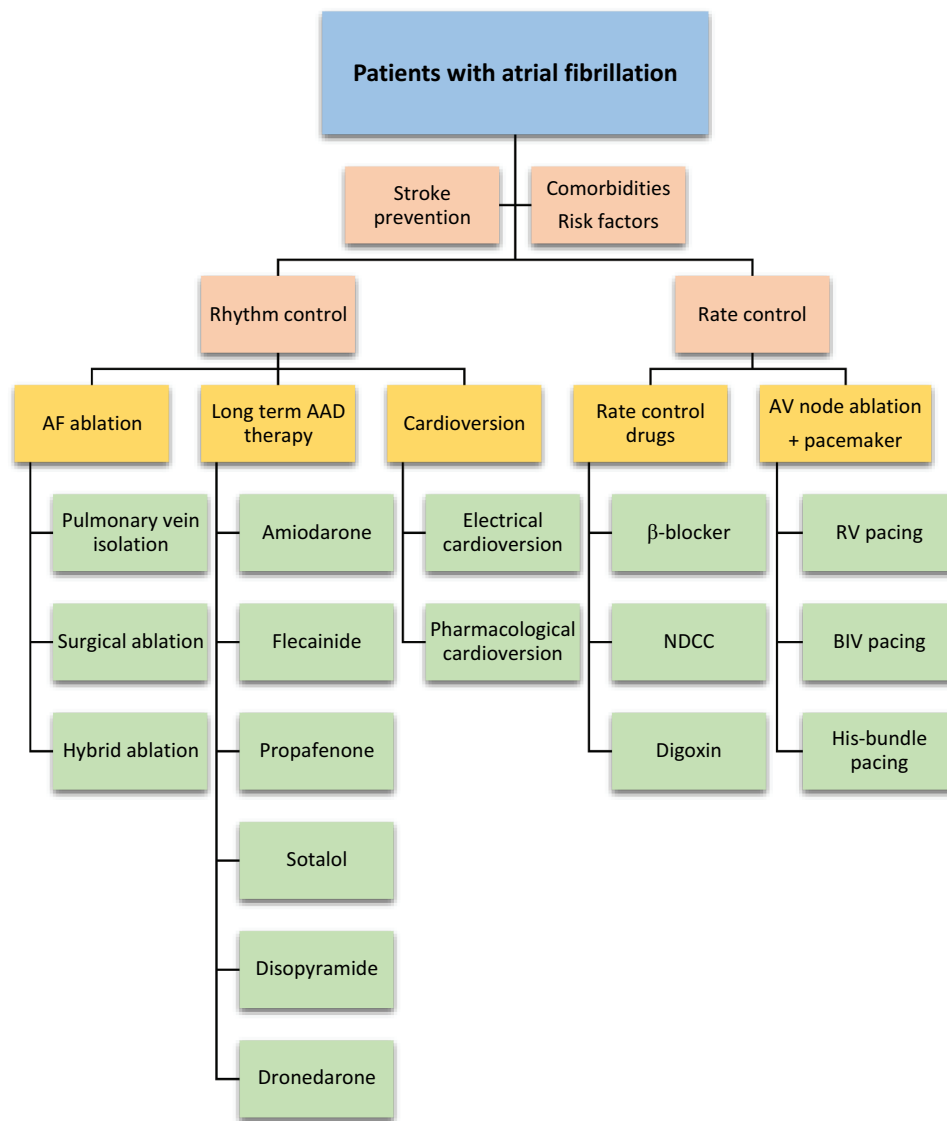 Patients with atrial fibrillation
Stroke
prevention
Comorbidities
Risk factors
Rhythm control
Rate control
AF ablation
Long term AAD
therapy
Cardioversion
Rate control
drugs
AV node ablation
+ pacemaker
Pulmonary vein
isolation
Amiodarone
Electrical
cardioversion
β-blocker
RV pacing
Surgical ablation
Flecainide
Pharmacological
cardioversion
NDCC
BIV pacing
Hybrid ablation
Propafenone
Digoxin
His-bundle
pacing
Sotalol
Disopyramide
Dronedarone